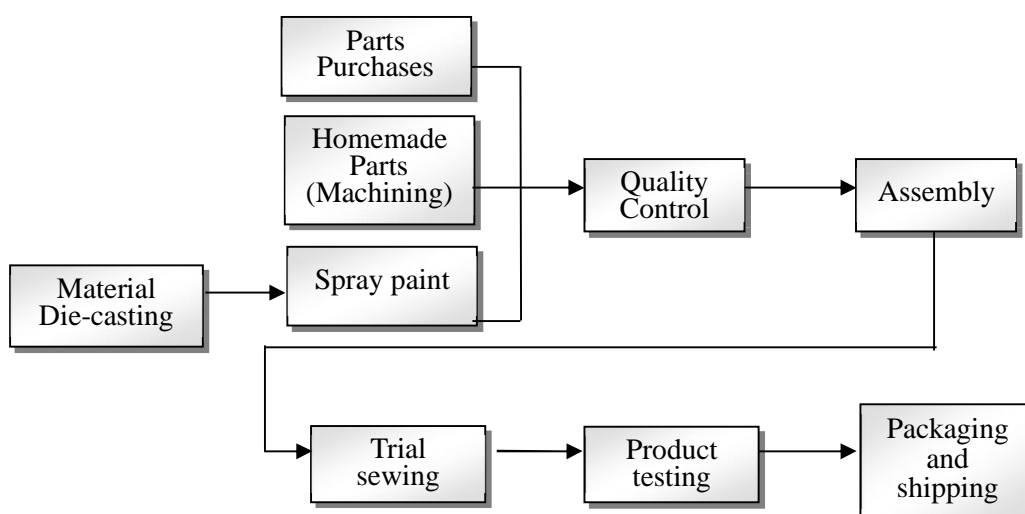 Parts
Purchases
Homemade
Parts
(Machining)
Quality
Control
Assembly
Material
Die-casting
Spray paint
Trial
sewing
Product
testing
Packaging
and
shipping